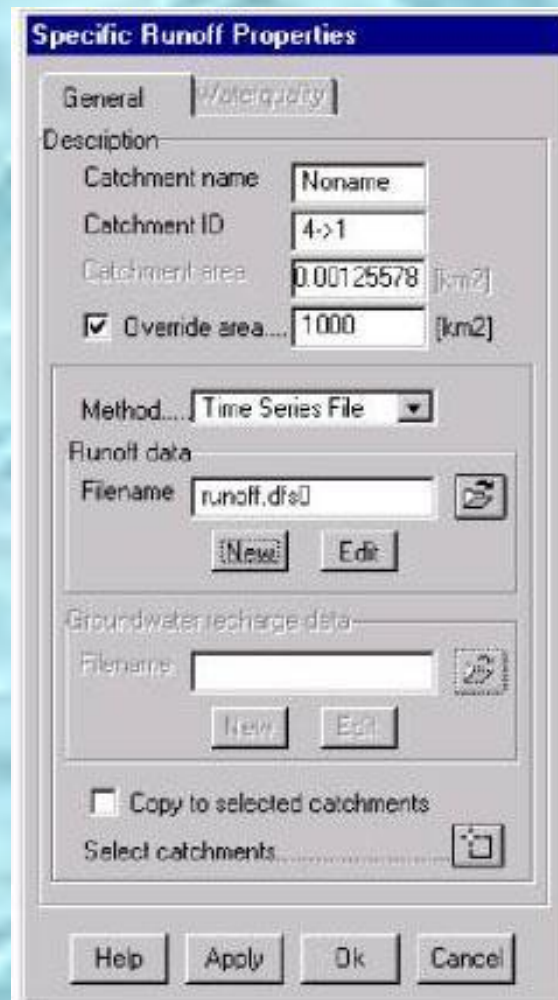 Specific Runoff Properties
General Waterquality
Description
Catchment name Noname
Catchment ID 4->1
Catchment area 0.00125578 [km2]
Override area.... 1000 [km2]
Method..... Time Series File
Runoff data
Filename runoff.dfs0
New Edit
Groundwater recharge data
Filename
New Edit
Copy to selected catchments
Select catchments........................
Help Apply Ok Cancel